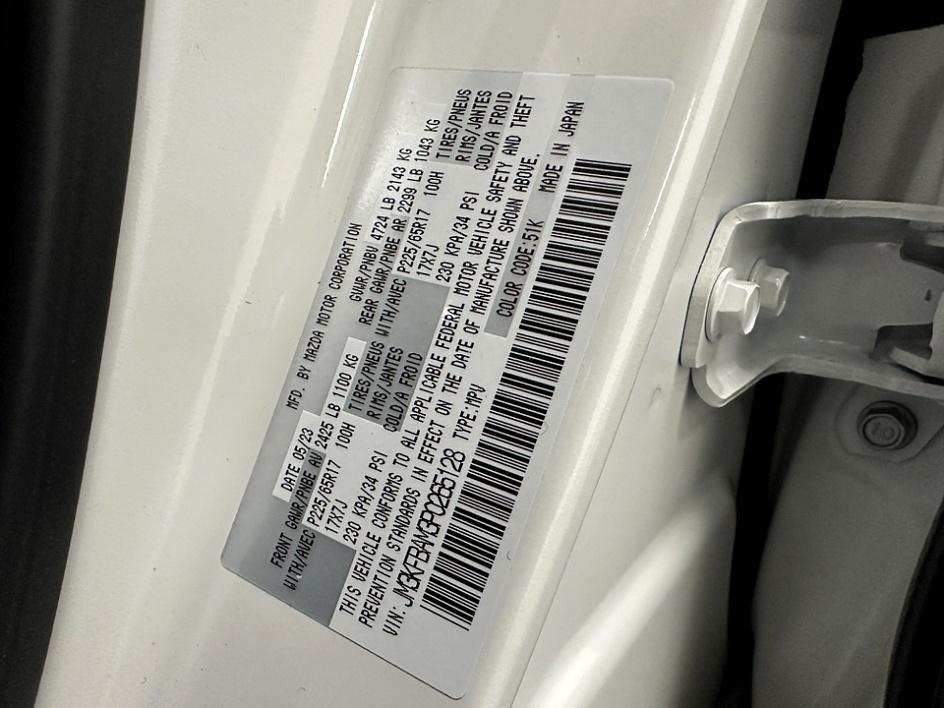 MFD. BY MAZDA MOTOR CORPORATION
DATE 05/23 GVWR/PNBV 4724 LB 2143 KG
FRONT GAWR/PNBE AV 2425 LB 1100 KG REAR GAWR/PNBE AR 2299 LB 1043 KG
WITH/AVEC P225/65R17 100H TIRES/PNEUS WITH/AVEC P225/65R17 100H TIRES/PNEUS
17X7J RIMS/JANTES 17X7J RIMS/JANTES
230 KPA/34 PSI COLD/A FROID 230 KPA/34 PSI COLD/A FROID
THIS VEHICLE CONFORMS TO ALL APPLICABLE FEDERAL MOTOR VEHICLE SAFETY AND THEFT
PREVENTION STANDARDS IN EFFECT ON THE DATE OF MANUFACTURE SHOWN ABOVE.
VIN: JM3KFBAM3P0265128 TYPE:MPV COLOR CODE:51K MADE IN JAPAN